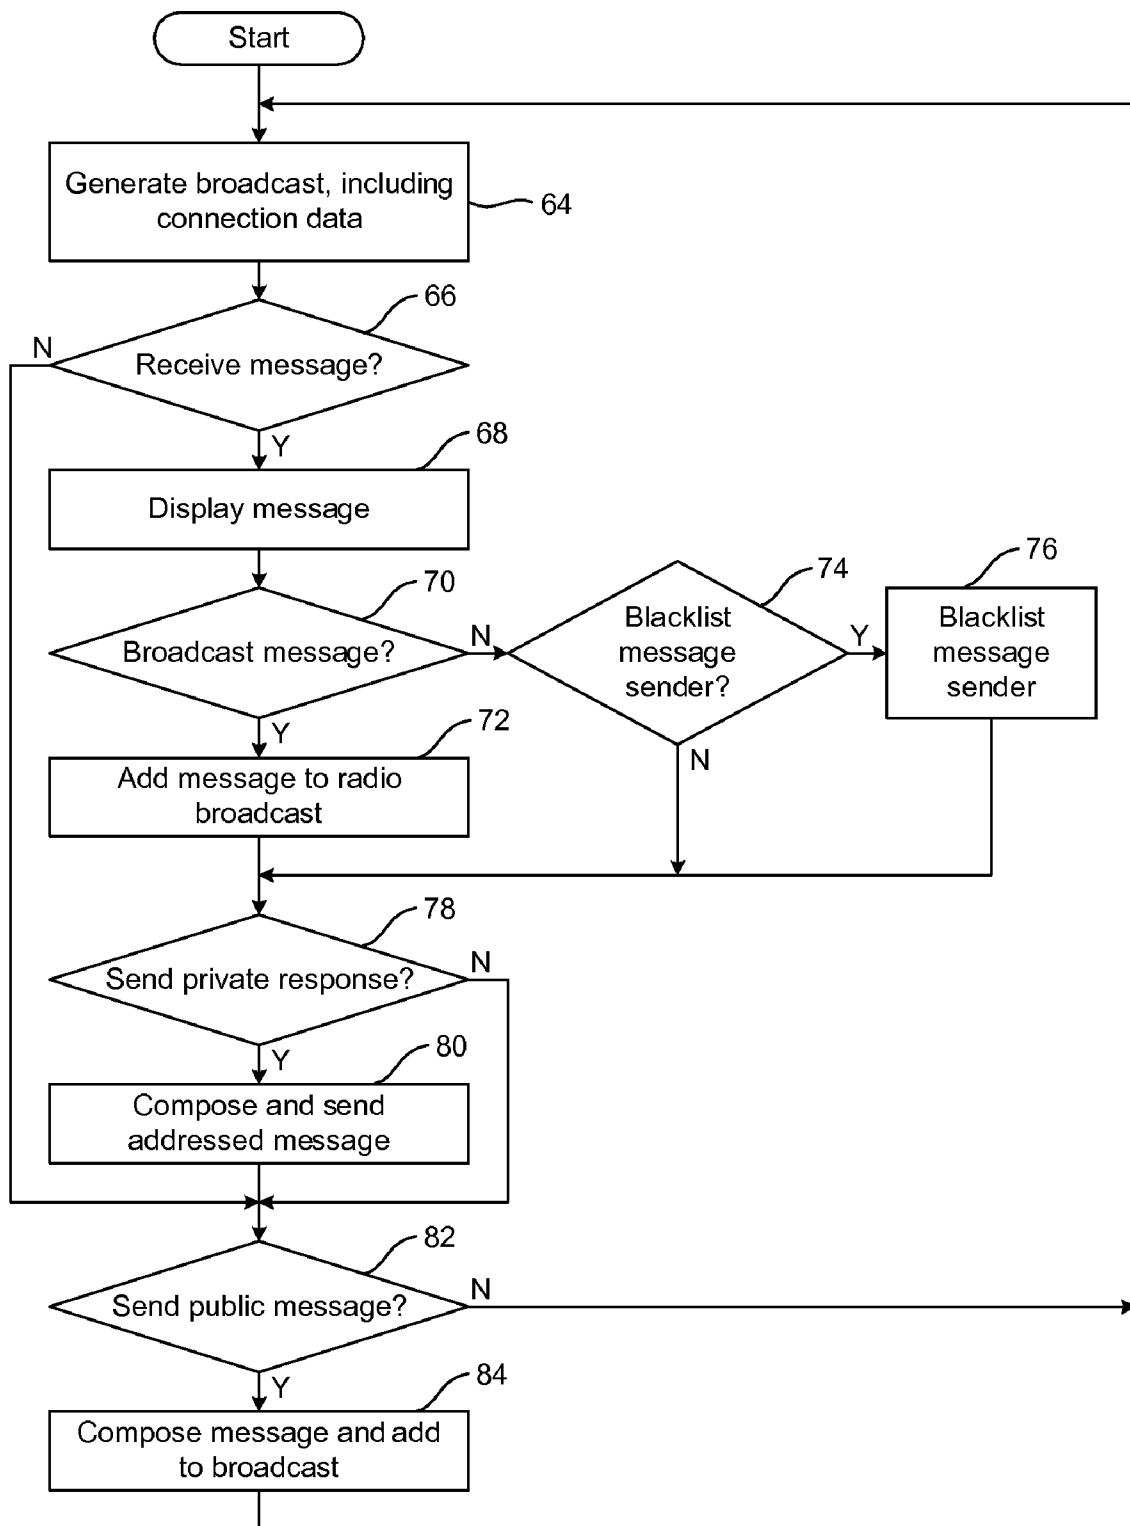 Start
Generate broadcast, including
connection data
64
66
N
Receive message?
Y
68
Display message
70
Broadcast message?
N
Y
74
Blacklist
message
sender?
Y
N
76
Blacklist
message
sender
72
Add message to radio
broadcast
78
Send private response?
N
Y
80
Compose and send
addressed message
82
Send public message?
N
Y
84
Compose message and add
to broadcast